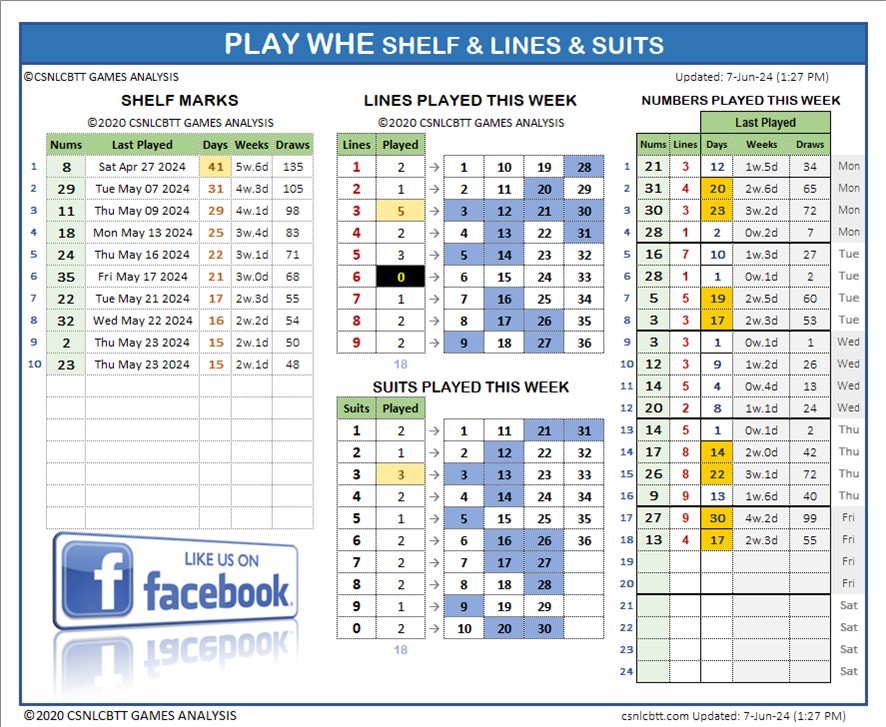 PLAY WHE SHELF & LINES & SUITS
©CSNLCBTT GAMES ANALYSIS
Updated: 7-Jun-24 (1:27 PM)
SHELF MARKS
©2020 CSNLCBTT GAMES ANALYSIS
Nums Last Played Days Weeks Draws
1 8 Sat Apr 27 2024 41 5w.6d 135
2 29 Tue May 07 2024 31 4w.3d 105
3 11 Thu May 09 2024 29 4w.1d 98
4 18 Mon May 13 2024 25 3w.4d 83
5 24 Thu May 16 2024 22 3w.1d 71
6 35 Fri May 17 2024 21 3w.0d 68
7 22 Tue May 21 2024 17 2w.3d 55
8 32 Wed May 22 2024 16 2w.2d 54
9 2 Thu May 23 2024 15 2w.1d 50
10 23 Thu May 23 2024 15 2w.1d 48
LIKE US ON
facebook
LINES PLAYED THIS WEEK
©2020 CSNLCBTT GAMES ANALYSIS
Lines Played
1 2 → 1 10 19 28
2 1 → 2 11 20 29
3 5 → 3 12 21 30
4 2 → 4 13 22 31
5 3 → 5 14 23 32
6 0 → 6 15 24 33
7 1 → 7 16 25 34
8 2 → 8 17 26 35
9 2 → 9 18 27 36
18
SUITS PLAYED THIS WEEK
Suits Played
1 2 → 1 11 21 31
2 1 → 2 12 22 32
3 3 → 3 13 23 33
4 2 → 4 14 24 34
5 1 → 5 15 25 35
6 2 → 6 16 26 36
7 2 → 7 17 27
8 2 → 8 18 28
9 1 → 9 19 29
0 2 → 10 20 30
18
NUMBERS PLAYED THIS WEEK
Last Played
Nums Lines Days Weeks Draws
1 21 3 12 1w.5d 34 Mon
2 31 4 20 2w.6d 65 Mon
3 30 3 23 3w.2d 72 Mon
4 28 1 2 0w.2d 7 Mon
5 16 7 10 1w.3d 27 Tue
6 28 1 1 0w.1d 2 Tue
7 5 5 19 2w.5d 60 Tue
8 3 3 17 2w.3d 53 Tue
9 3 3 1 0w.1d 1 Wed
10 12 3 9 1w.2d 26 Wed
11 14 5 4 0w.4d 13 Wed
12 20 2 8 1w.1d 24 Wed
13 14 5 1 0w.1d 2 Thu
14 17 8 14 2w.0d 42 Thu
15 26 8 22 3w.1d 72 Thu
16 9 9 13 1w.6d 40 Thu
17 27 9 30 4w.2d 99 Fri
18 13 4 17 2w.3d 55 Fri
19 Fri
20 Fri
21 Sat
22 Sat
23 Sat
24 Sat
©2020 CSNLCBTT GAMES ANALYSIS
csnlcbtt.com Updated: 7-Jun-24 (1:27 PM)